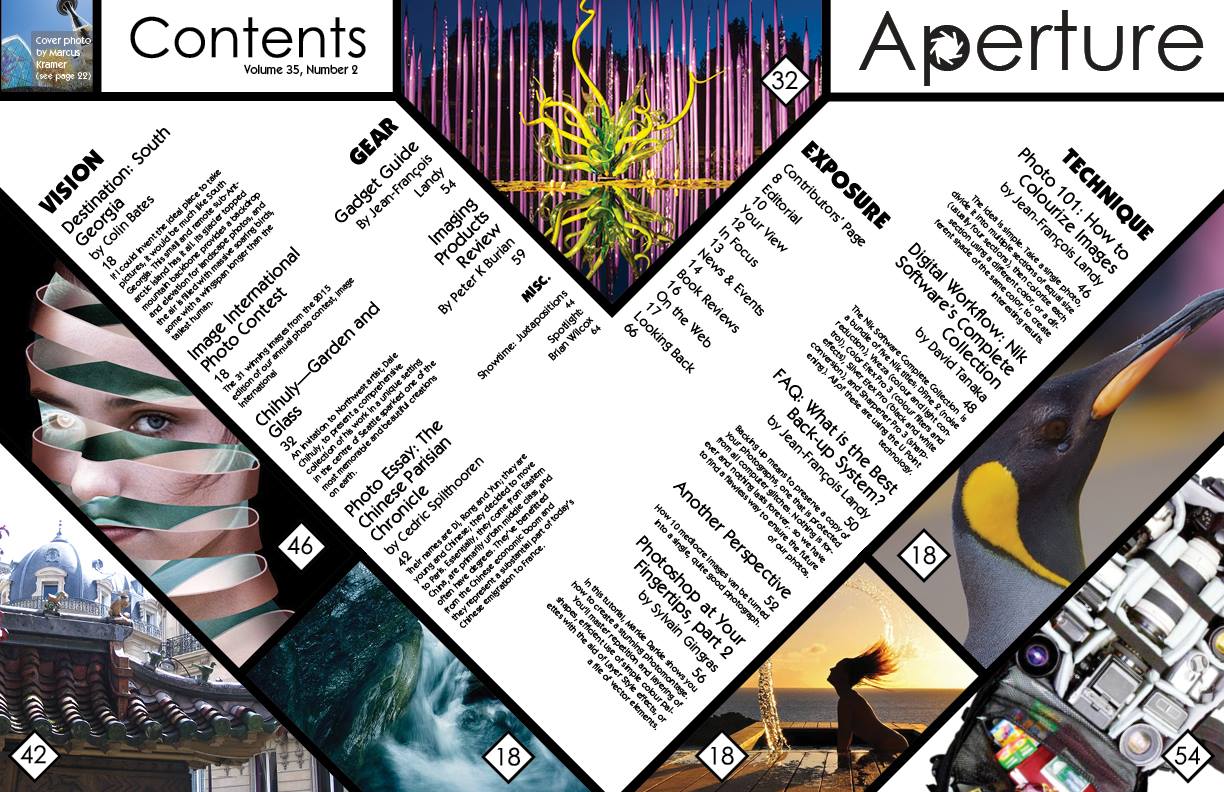 Cover photo
by Marcus
Kramer
(see page 22)
Contents
Volume 35, Number 2
32
Aperture
VISION
Destination: South
Georgia
by Colin Bates
18
If I could invent the ideal place to take
pictures, it would be much like South
Georgia. This small and remote sub-Ant-
arctic island has it all. Its glacier topped
mountain backbone provides a backdrop
and elevation for landscape photos, and
the air is filled with massive soaring birds,
some with a wingspan longer than the
tallest human.
Image International
Photo Contest
18
The 31 winning images from the 2015
edition of our annual photo contest, Image
International
Chihuly—Garden and
Glass
32
An invitation to Northwest artist, Dale
Chihuly to present a comprehensive
collection of his work in a unique setting
in the centre of Seattle sparked one of the
most memorable and beautiful creations
on earth.
Photo Essay: The
Chinese Parisian
Chronicle
by Cedric Spilthooren
42
Their names are Di, Song and Yun; they are
young and Chinese; they decided to move
to Paris. Essentially, they come from Eastern
China, are primarily urban middle class, and
often have degrees. They've benefited
from the Chinese economic boom and
they represent a substantial part of today's
Chinese emigration to France.
GEAR
Gadget Guide
By Jean-François
Landy
54
Imaging
Products
Review
By Peter K Burian
59
MISC.
Showtime: Juxtapositions
44
Spotlight:
Brian Wilcox
64
EXPOSURE
Contributors' Page
8
Editorial
10
Your View
12
In Focus
13
News & Events
14
Book Reviews
16
On the Web
17
Looking Back
66
TECHNIQUE
Photo 101: How to
Colourize Images
by Jean-François Landy
46
The idea is simple. Take a single photo,
divide it into multiple sections of equal size
(usually four sections), then colorize each
section using a different color, or a dif-
ferent shade of the same color, to create
interesting results.
Digital Workflow: Nik
Software's Complete
Collection
by David Tanaka
48
The Nik Software Complete Collection is
a bundle of five Nik titles: Dfine 2 (noise
reduction), Viveza (colour and light con-
trol), Color Efex Pro 3 (colour filters and
effects), Silver Efex Pro (black and white
conversion), and Sharpener Pro 3 (sharp-
ening). All of these are using the U Point
technology.
FAQ: What is the Best
Back-up System?
by Jean-François Landy
50
Backing up means to preserve a copy of
your photographs, one that is protected
from all computer glitches. Nothing is for-
ever and nothing lasts forever, so we have
to find a flawless way to ensure the future
of our photos.
Another Perspective
52
How 10 mediocre images can be turned
into a single, quite good photograph.
Photoshop at Your
Fingertips, part 2
by Sylvain Gingras
56
In this tutorial, Markle Darkle shows you
how to create a stunning photomontage.
You'll master repetition and layering of
shapes, efficient use of simple colour pal-
ettes with the aid of Layer Style effects, or
a file of vector elements.
46
18
42
18
18
54